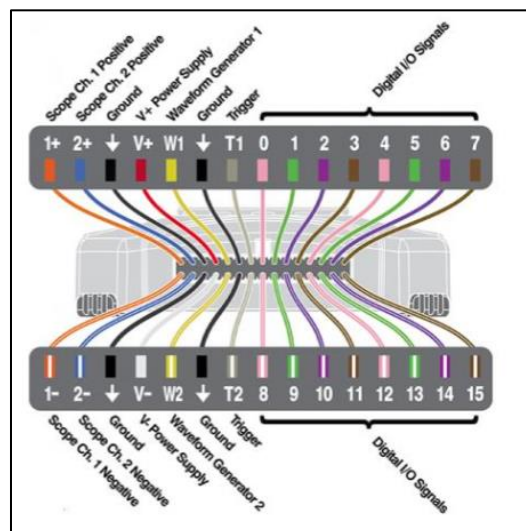 Scope Ch. 1 Positive
Scope Ch. 2 Positive
Ground
V+ Power Supply
Waveform Generator 1
Ground
Trigger
Digital I/O Signals
1+ 2+ ↓ V+ W1 ↓ T1 0 1 2 3 4 5 6 7
1- 2- ↓ V- W2 ↓ T2 8 9 10 11 12 13 14 15
Scope Ch. 1 Negative
Scope Ch. 2 Negative
Ground
V- Power Supply
Waveform Generator 2
Ground
Trigger
Digital I/O Signals